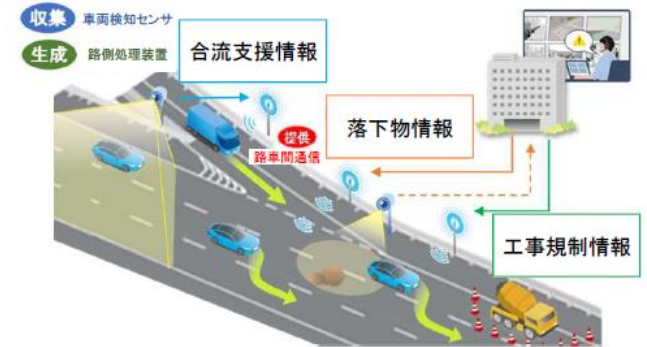 収集 車両検知センサ
生成 路側処理装置
合流支援情報
提供
路車間通信
落下物情報
工事規制情報